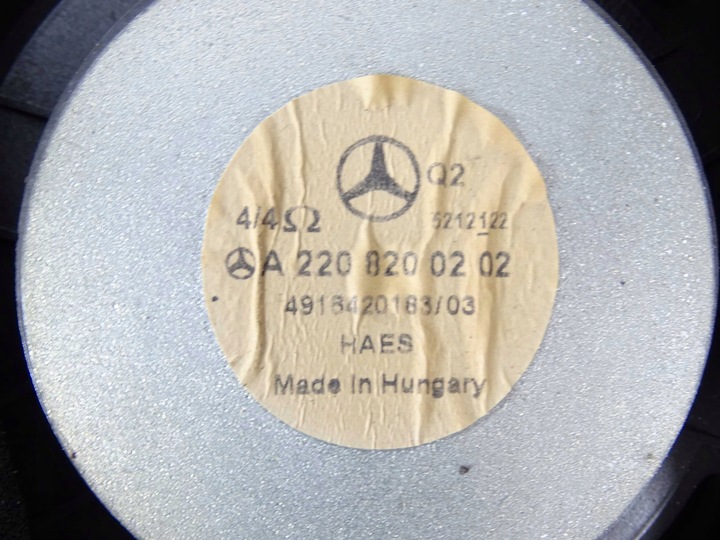 Q2
4/4Ω 5212122
A 220 820 02 02
4916420183/03
HAES
Made In Hungary